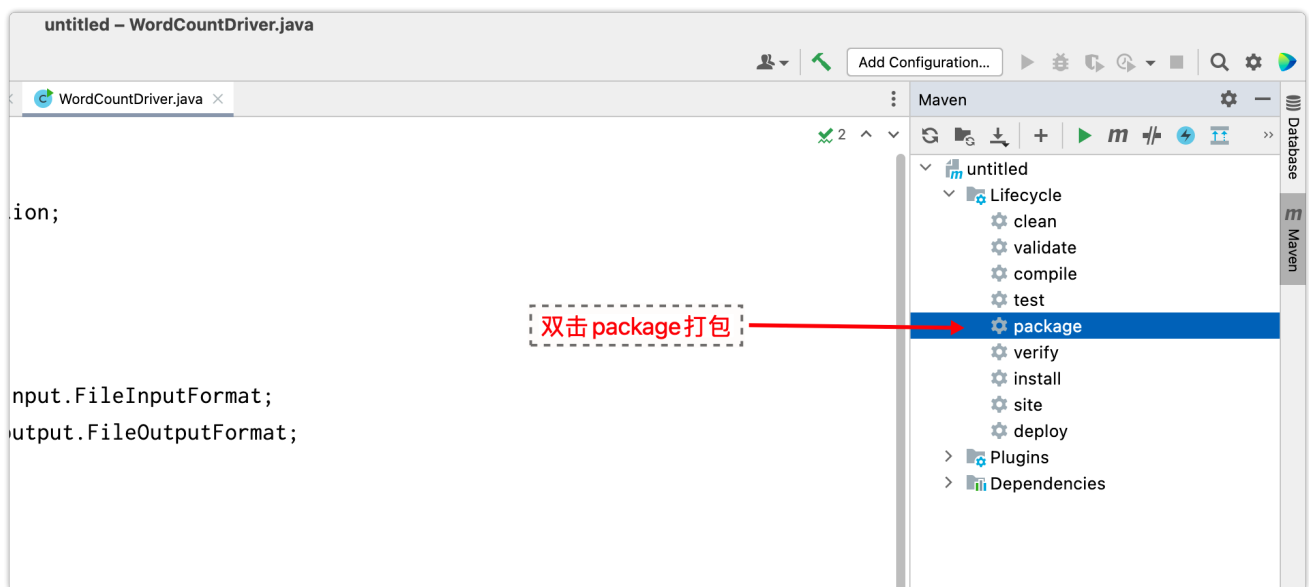 untitled – WordCountDriver.java
Add Configuration...
WordCountDriver.java
2
Maven
ion;
nput.FileInputFormat;
output.FileOutputFormat;
双击package打包
untitled
Lifecycle
clean
validate
compile
test
package
verify
install
site
deploy
Plugins
Dependencies
Database
Maven